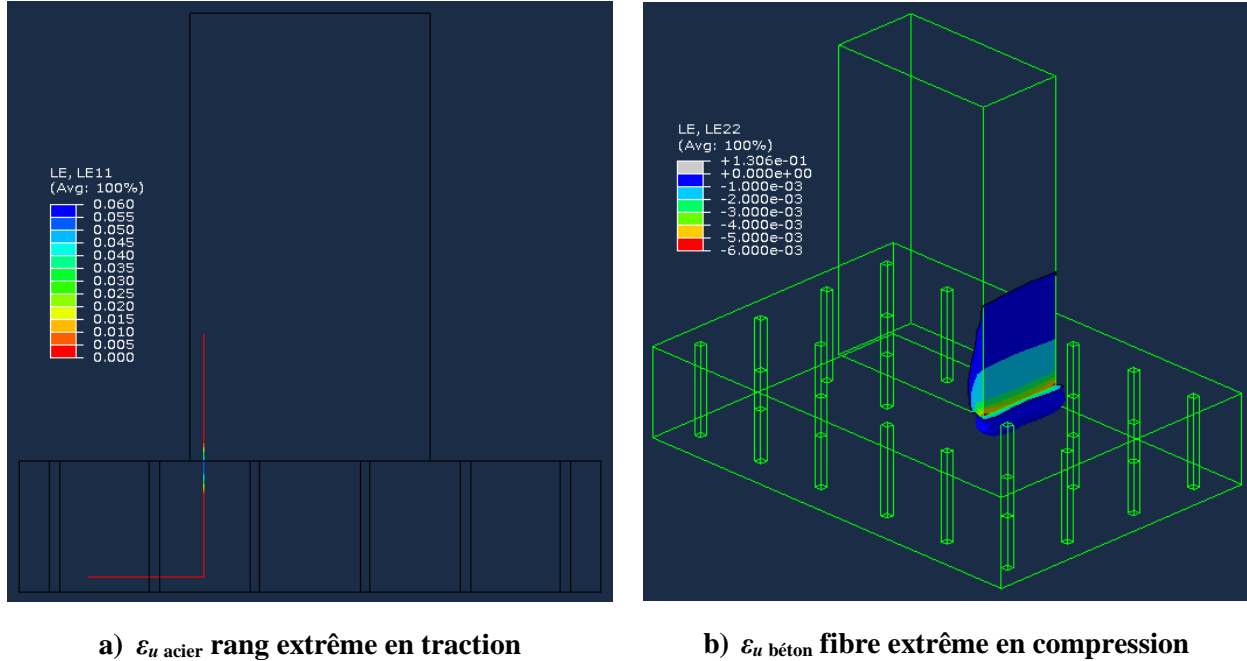 LE, LE11
(Avg: 100%)
0.060
0.055
0.050
0.045
0.040
0.035
0.030
0.025
0.020
0.015
0.010
0.005
0.000
LE, LE22
(Avg: 100%)
+1.306e-01
+0.000e+00
-1.000e-03
-2.000e-03
-3.000e-03
-4.000e-03
-5.000e-03
-6.000e-03
a) εu acier rang extrême en traction
b) εu béton fibre extrême en compression